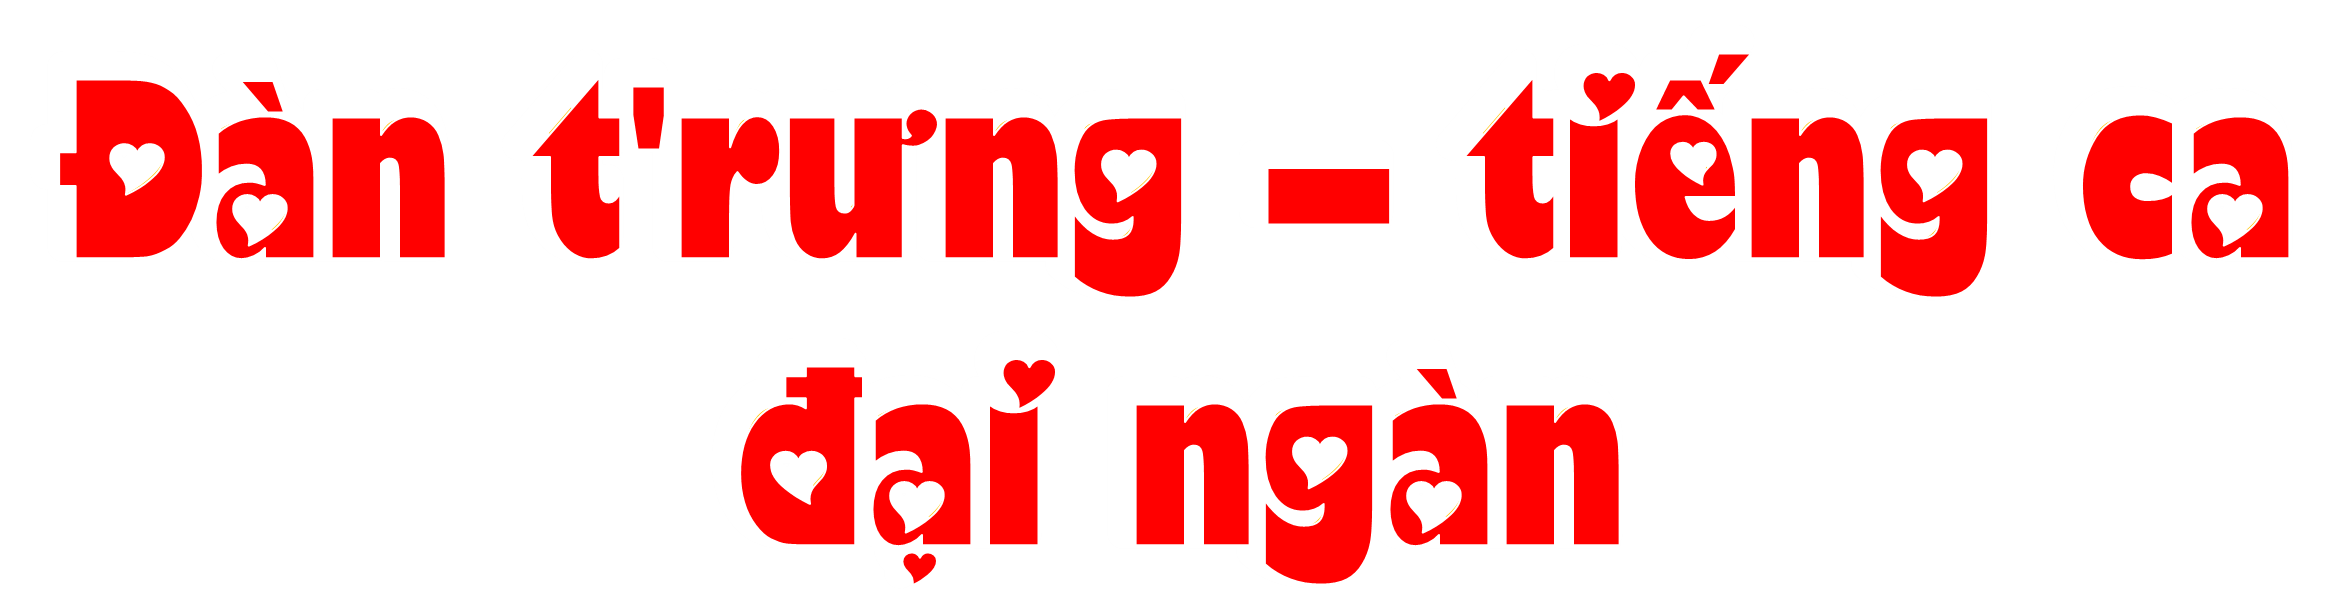 Đàn t'rưng – tiếng ca
đại ngàn